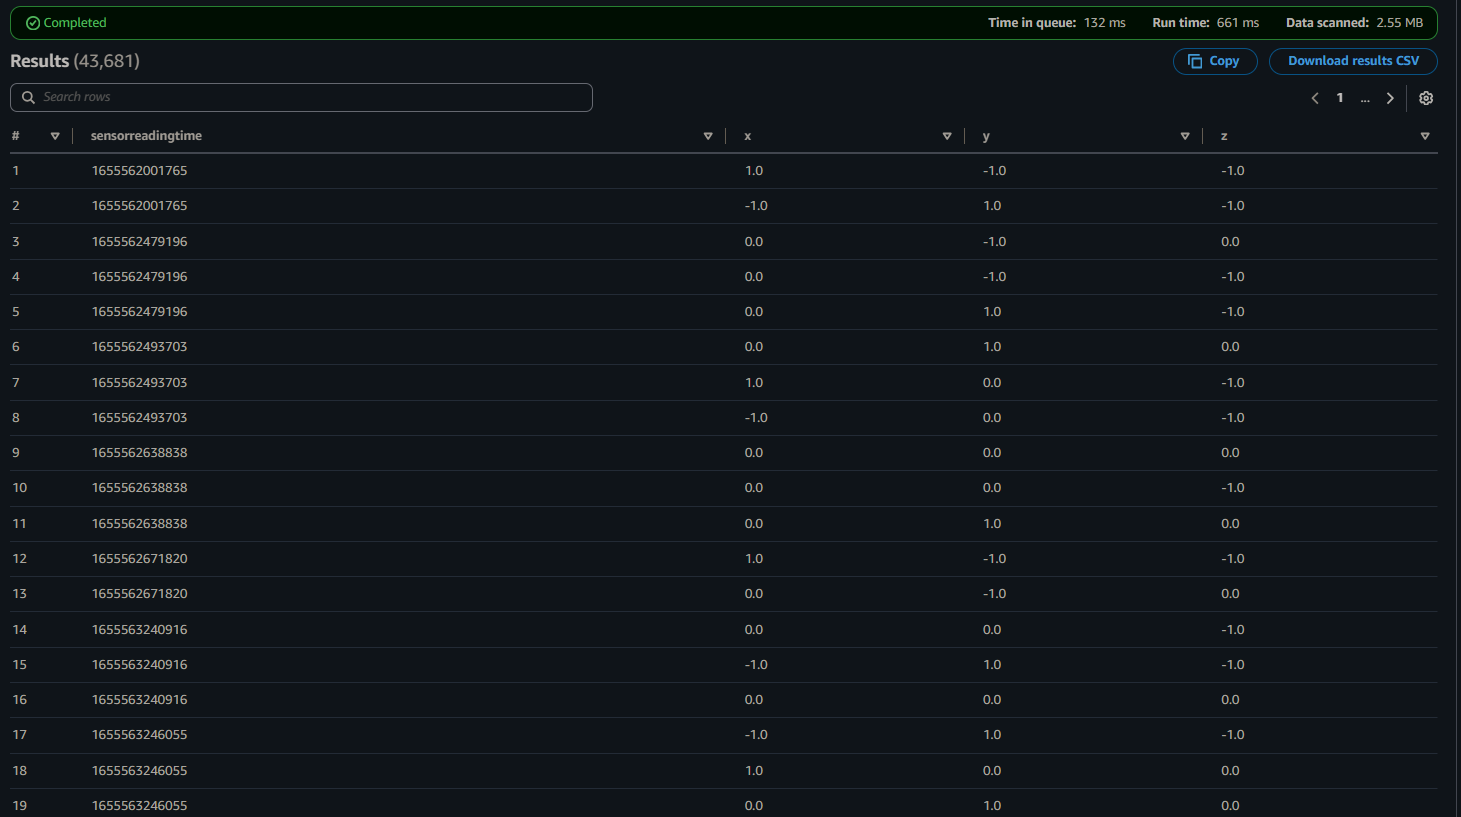 Completed Time in queue: 132 ms Run time: 661 ms Data scanned: 2.55 MB
Results (43,681) Copy Download results CSV
Search rows 1 ...
# sensorreadingtime x y z
1 1655562001765 1.0 -1.0 -1.0
2 1655562001765 -1.0 1.0 -1.0
3 1655562479196 0.0 -1.0 0.0
4 1655562479196 0.0 -1.0 -1.0
5 1655562479196 0.0 1.0 -1.0
6 1655562493703 0.0 1.0 0.0
7 1655562493703 1.0 0.0 -1.0
8 1655562493703 -1.0 0.0 -1.0
9 1655562638838 0.0 0.0 0.0
10 1655562638838 0.0 0.0 -1.0
11 1655562638838 0.0 1.0 0.0
12 1655562671820 1.0 -1.0 -1.0
13 1655562671820 0.0 -1.0 0.0
14 1655563240916 0.0 0.0 -1.0
15 1655563240916 -1.0 1.0 -1.0
16 1655563240916 0.0 0.0 0.0
17 1655563246055 -1.0 1.0 -1.0
18 1655563246055 1.0 0.0 0.0
19 1655563246055 0.0 1.0 0.0